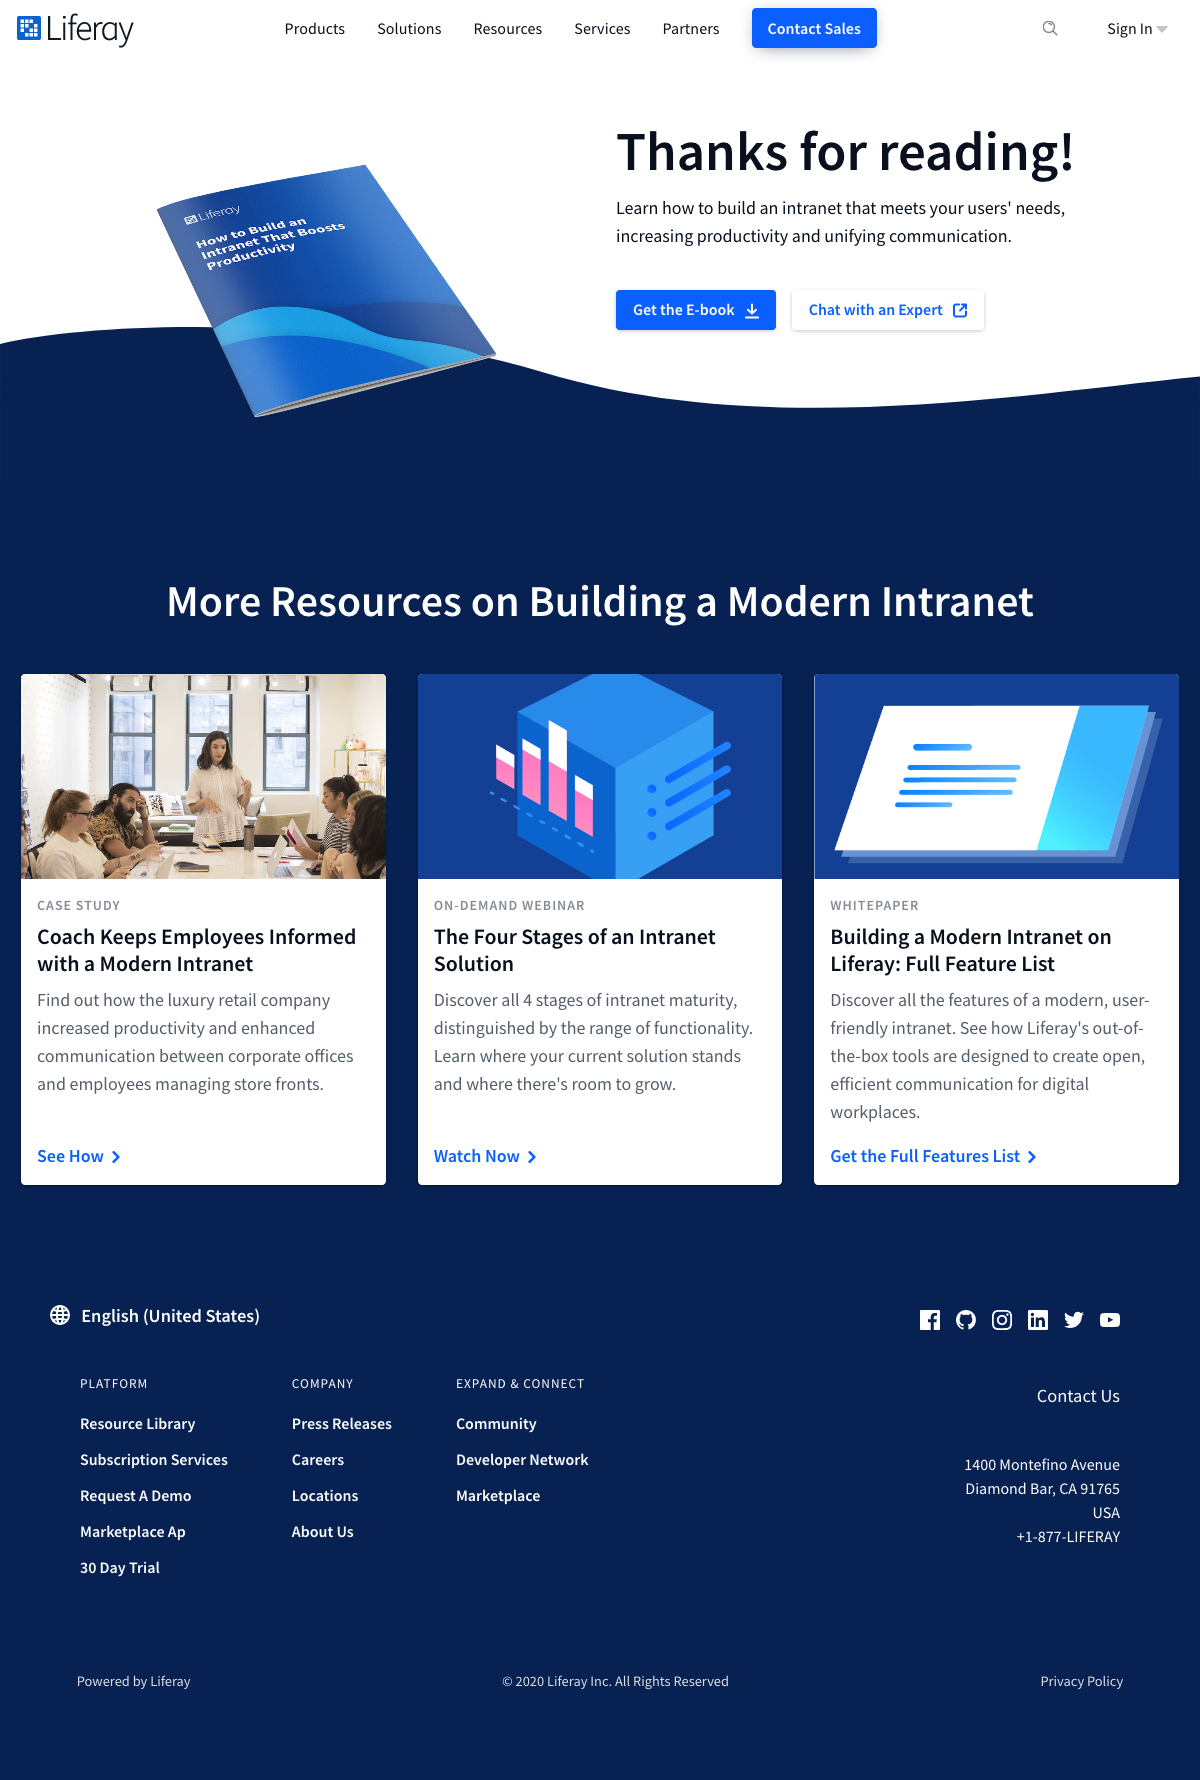 Liferay
Products
Solutions
Resources
Services
Partners
Contact Sales
Sign In
Liferay
How to Build an
Intranet That Boosts
Productivity
Thanks for reading!
Learn how to build an intranet that meets your users' needs,
increasing productivity and unifying communication.
Get the E-book
Chat with an Expert
More Resources on Building a Modern Intranet
CASE STUDY
Coach Keeps Employees Informed
with a Modern Intranet
Find out how the luxury retail company
increased productivity and enhanced
communication between corporate offices
and employees managing store fronts.
See How
ON-DEMAND WEBINAR
The Four Stages of an Intranet
Solution
Discover all 4 stages of intranet maturity,
distinguished by the range of functionality.
Learn where your current solution stands
and where there's room to grow.
Watch Now
WHITEPAPER
Building a Modern Intranet on
Liferay: Full Feature List
Discover all the features of a modern, user-
friendly intranet. See how Liferay's out-of-
the-box tools are designed to create open,
efficient communication for digital
workplaces.
Get the Full Features List
English (United States)
PLATFORM
Resource Library
Subscription Services
Request A Demo
Marketplace Ap
30 Day Trial
COMPANY
Press Releases
Careers
Locations
About Us
EXPAND & CONNECT
Community
Developer Network
Marketplace
Contact Us
1400 Montefino Avenue
Diamond Bar, CA 91765
USA
+1-877-LIFERAY
Powered by Liferay
© 2020 Liferay Inc. All Rights Reserved
Privacy Policy